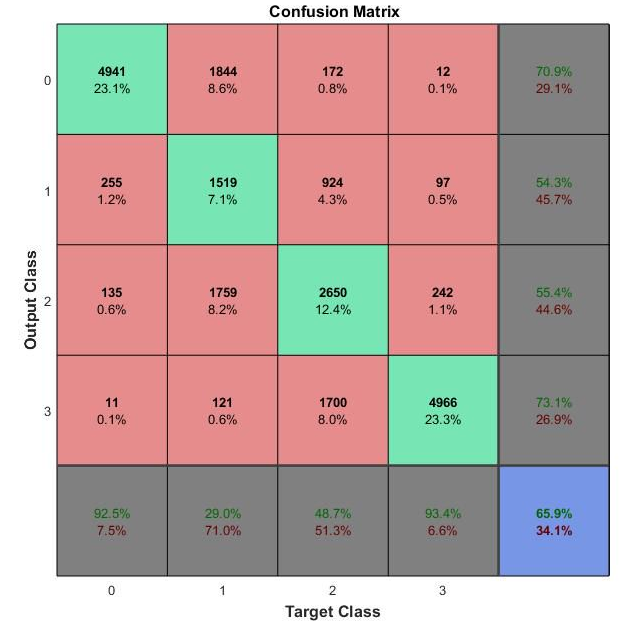 Confusion Matrix
0
4941 1844 172 12 70.9%
23.1% 8.6% 0.8% 0.1% 29.1%
1
255 1519 924 97 54.3%
1.2% 7.1% 4.3% 0.5% 45.7%
2
135 1759 2650 242 55.4%
0.6% 8.2% 12.4% 1.1% 44.6%
3
11 121 1700 4966 73.1%
0.1% 0.6% 8.0% 23.3% 26.9%
92.5% 29.0% 48.7% 93.4% 65.9%
7.5% 71.0% 51.3% 6.6% 34.1%
0 1 2 3
Target Class
Output Class